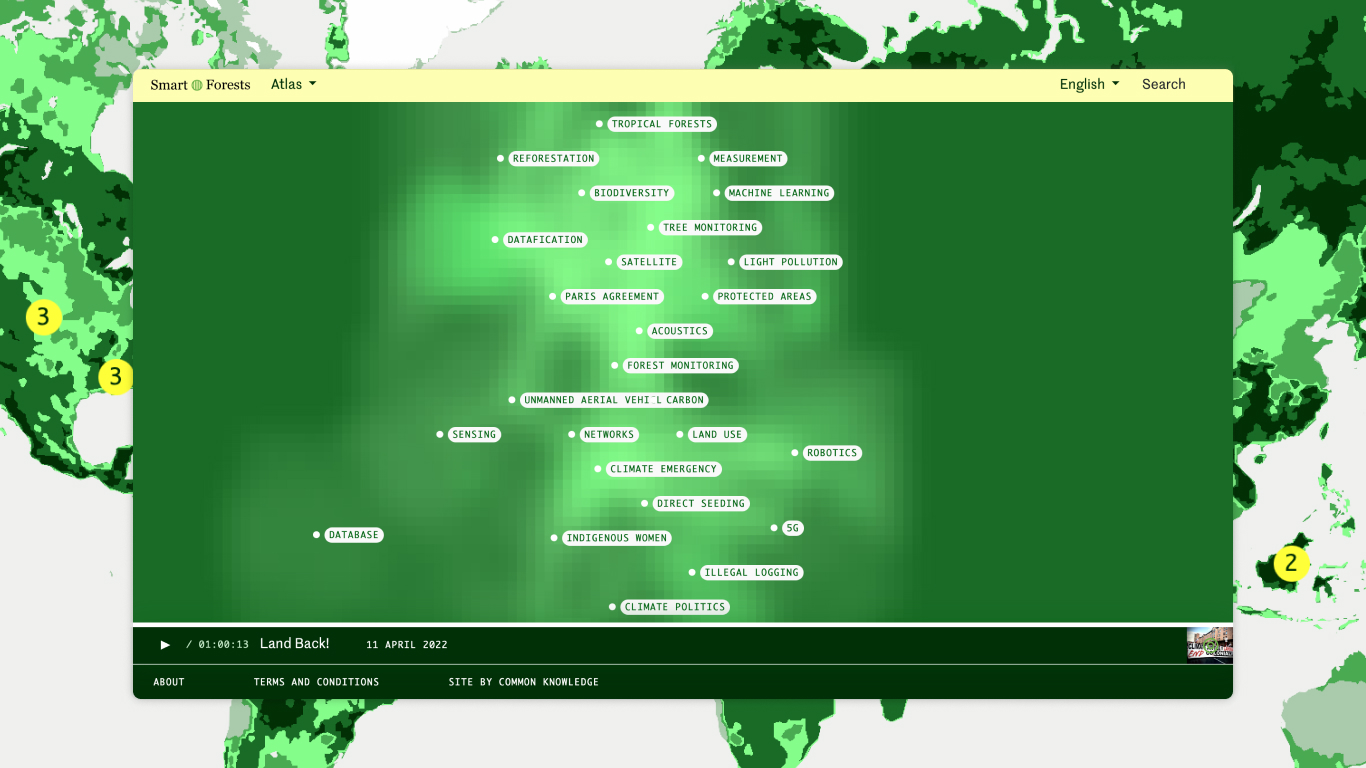 Smart Forests Atlas English Search
TROPICAL FORESTS
REFORESTATION MEASUREMENT
BIODIVERSITY MACHINE LEARNING
TREE MONITORING
DATAFICATION
SATELLITE LIGHT POLLUTION
PARIS AGREEMENT PROTECTED AREAS
3
ACOUSTICS
FOREST MONITORING
3
UNMANNED AERIAL CARBON
SENSING NETWORKS LAND USE
ROBOTICS
CLIMATE EMERGENCY
DIRECT SEEDING
5G
DATABASE INDIGENOUS WOMEN
2
ILLEGAL LOGGING
CLIMATE POLITICS
/ 01:00:13 Land Back! 11 APRIL 2022
ABOUT TERMS AND CONDITIONS SITE BY COMMON KNOWLEDGE